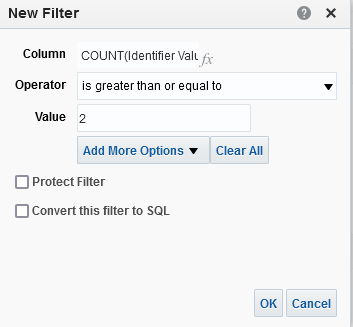 New Filter
Column COUNT(Identifier Valu fx
Operator is greater than or equal to
Value 2
Add More Options Clear All
Protect Filter
Convert this filter to SQL
OK Cancel